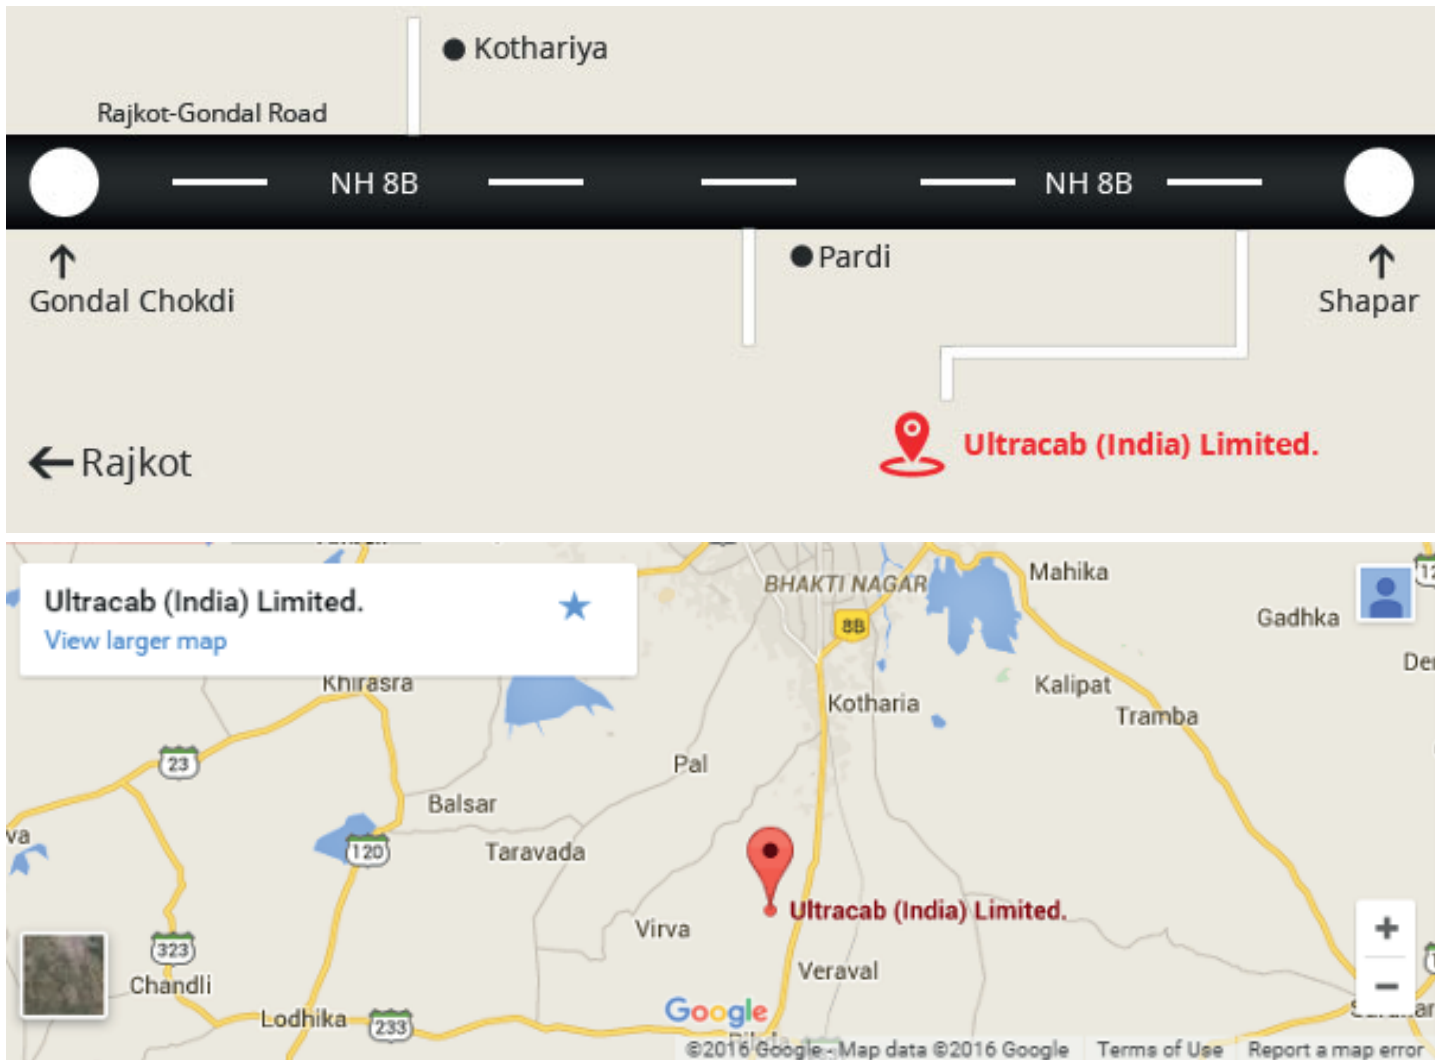 Kothariya
Rajkot-Gondal Road
NH 8B
NH 8B
Pardi
Gondal Chokdi
Shapar
Rajkot
Ultracab (India) Limited.
Ultracab (India) Limited.
View larger map
BHAKTI NAGAR
Mahika
8B
Gadhka
Khirasra
Kotharia
Kalipat
Tramba
23
Pal
Balsar
120
Taravada
Ultracab (India) Limited.
Virva
323
Veraval
Chandli
Lodhika
233
Google
©2016 Google - Map data ©2016 Google
Terms of Use
Report a map error